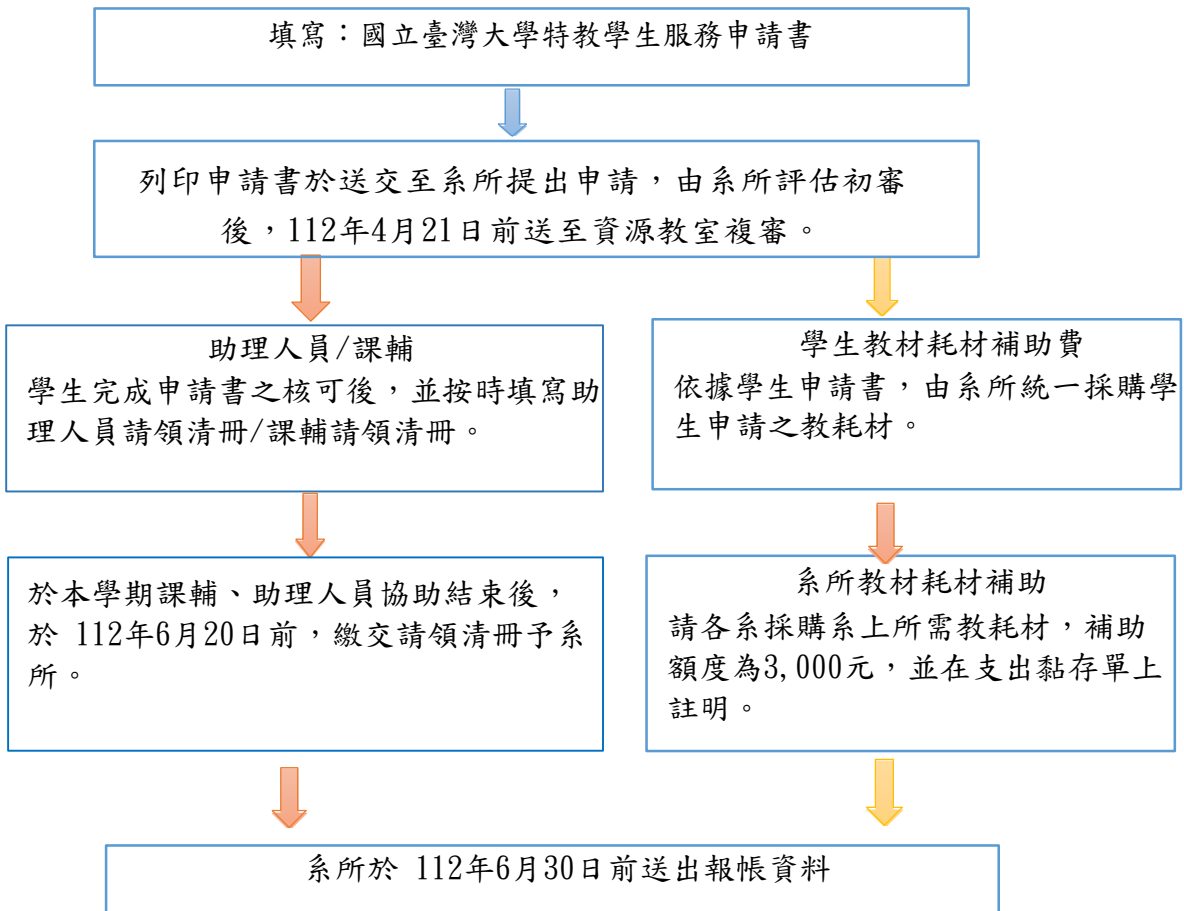 填寫：國立臺灣大學特教學生服務申請書
列印申請書於送交至系所提出申請，由系所評估初審
後，112年4月21日前送至資源教室複審。
助理人員/課輔
學生完成申請書之核可後，並按時填寫助
理人員請領清冊/課輔請領清冊。
學生教材耗材補助費
依據學生申請書，由系所統一採購學
生申請之教耗材。
於本學期課輔、助理人員協助結束後，
於 112年6月20日前，繳交請領清冊予系
所。
系所教材耗材補助
請各系採購系上所需教耗材，補助
額度為3,000元，並在支出黏存單上
註明。
系所於 112年6月30日前送出報帳資料